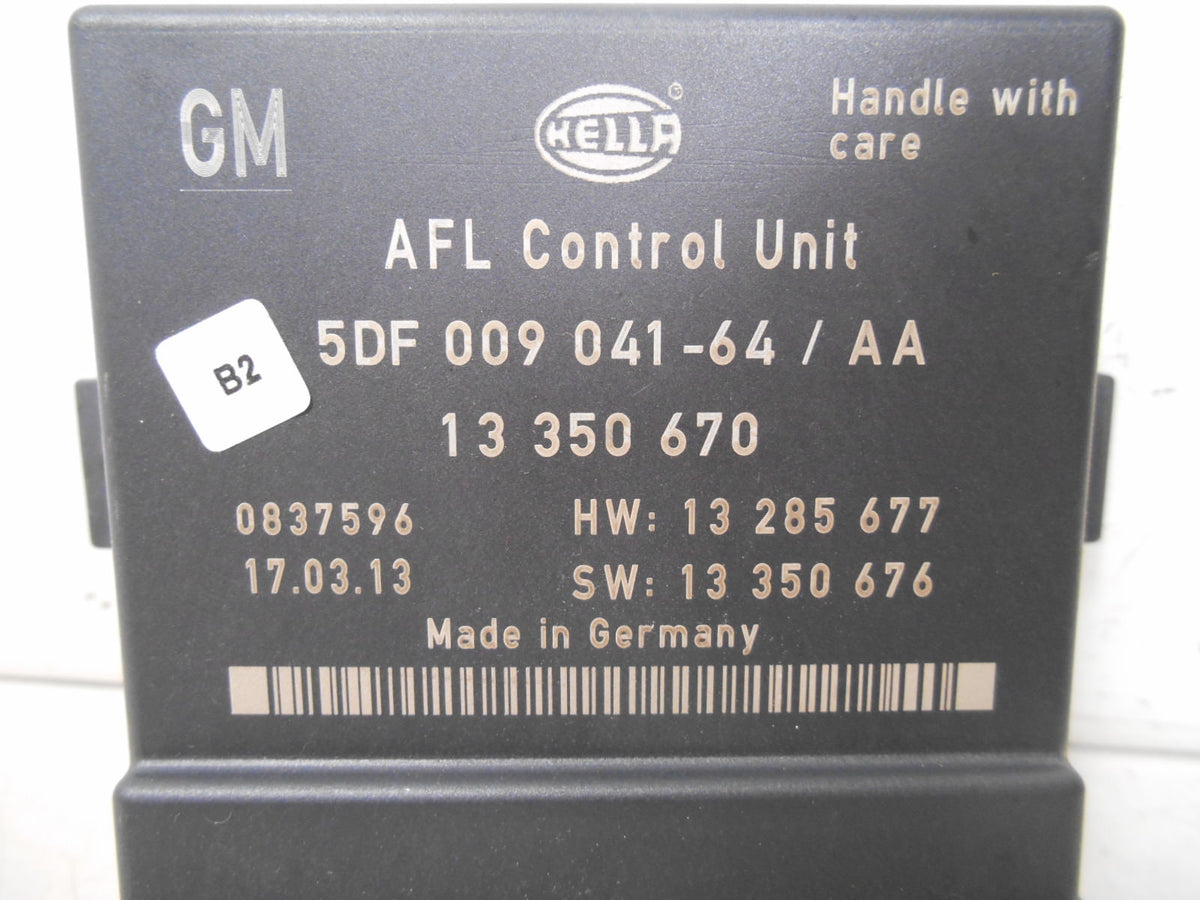 GM
HELLA
Handle with
care
AFL Control Unit
5DF 009 041-64 / AA
B2
13 350 670
0837596
HW: 13 285 677
17.03.13
SW: 13 350 676
Made in Germany